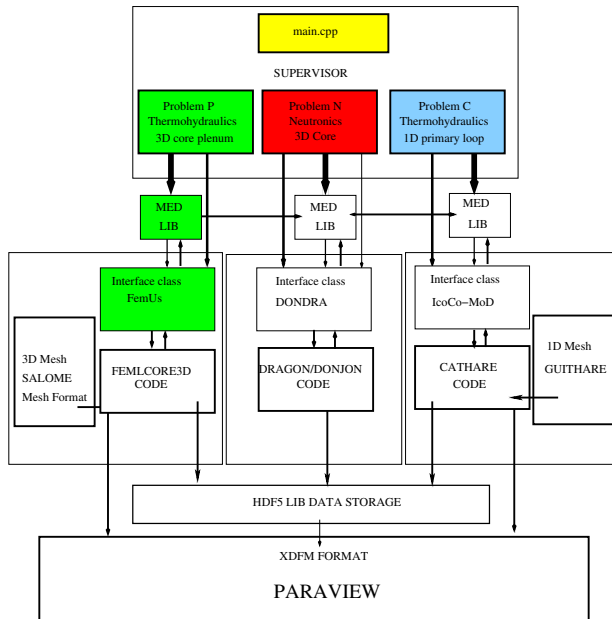 main.cpp
SUPERVISOR
Problem P
Thermohydraulics
3D core plenum
Problem N
Neutronics
3D Core
Problem C
Thermohydraulics
1D primary loop
MED
LIB
MED
LIB
MED
LIB
Interface class
FemUs
Interface class
DONDRA
Interface class
IcoCo−MoD
3D Mesh
SALOME
Mesh Format
FEMLCORE3D
CODE
DRAGON/DONJON
CODE
CATHARE
CODE
1D Mesh
GUITHARE
HDF5 LIB DATA STORAGE
XDFM FORMAT
PARAVIEW